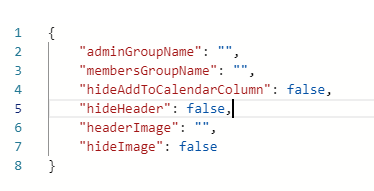 1 {
2     "adminGroupName": "",
3     "membersGroupName": "",
4     "hideAddToCalendarColumn": false,
5     "hideHeader": false,
6     "headerImage": "",
7     "hideImage": false
8 }